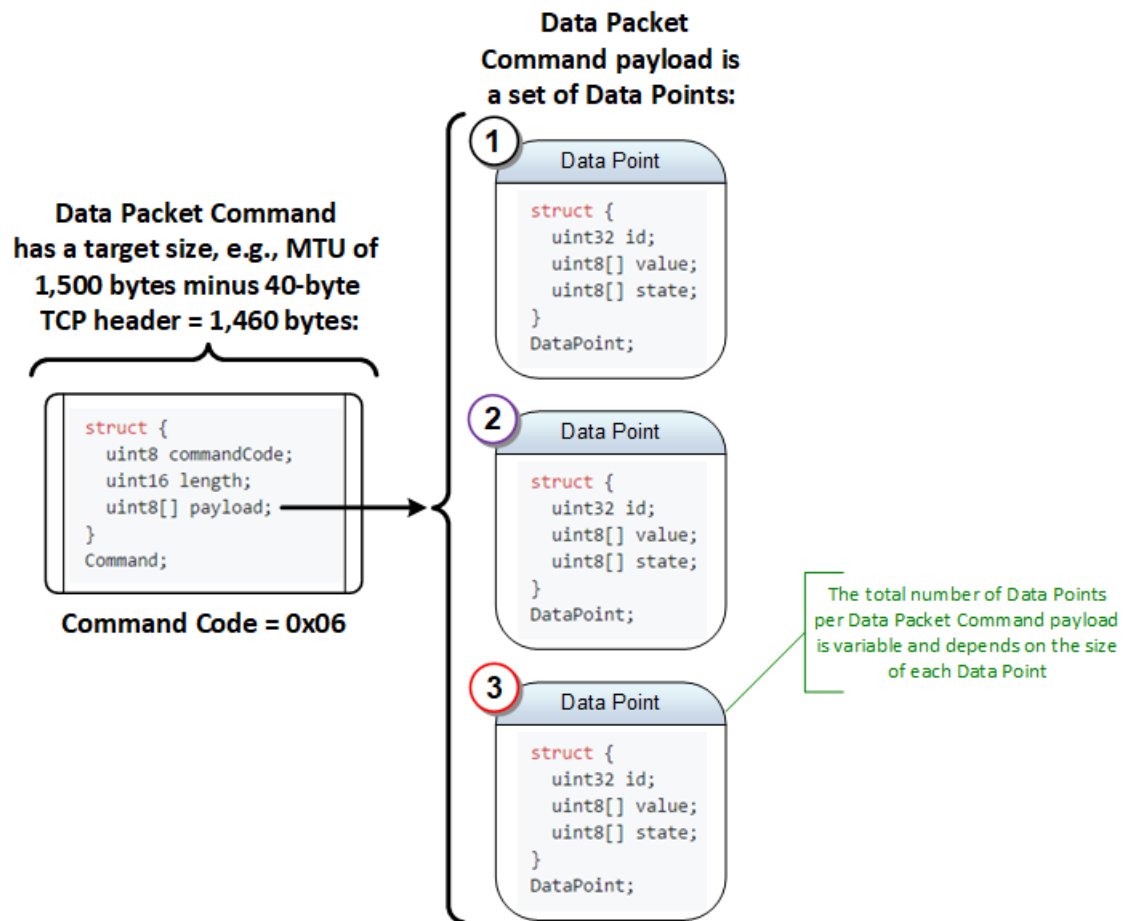 Data Packet
Command payload is
a set of Data Points:
Data Packet Command
has a target size, e.g., MTU of
1,500 bytes minus 40-byte
TCP header = 1,460 bytes:
struct {
uint8 commandCode;
uint16 length;
uint8[] payload;
}
Command;
Command Code = 0x06
1
Data Point
struct {
uint32 id;
uint8[] value;
uint8[] state;
}
DataPoint;
2
Data Point
struct {
uint32 id;
uint8[] value;
uint8[] state;
}
DataPoint;
3
Data Point
struct {
uint32 id;
uint8[] value;
uint8[] state;
}
DataPoint;
The total number of Data Points
per Data Packet Command payload
is variable and depends on the size
of each Data Point